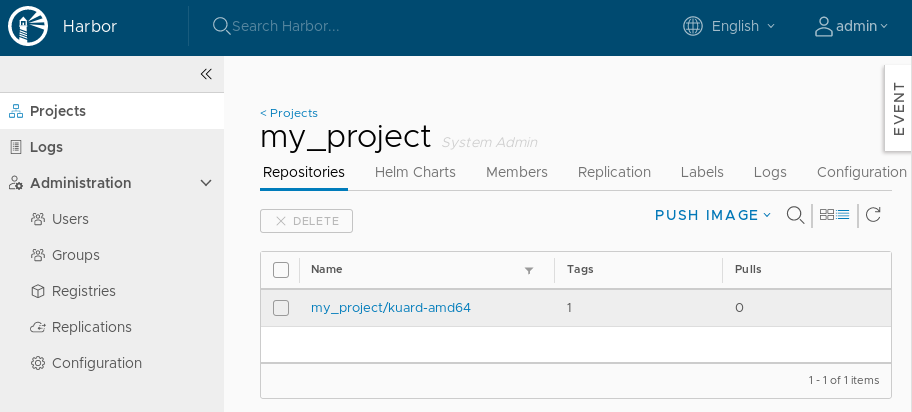 Harbor
Search Harbor...
English
admin
Projects
Logs
Administration
Users
Groups
Registries
Replications
Configuration
EVENT
< Projects
my_project System Admin
Repositories Helm Charts Members Replication Labels Logs Configuration
DELETE PUSH IMAGE
Name Tags Pulls
my_project/kuard-amd64 1 0
1 - 1 of 1 items